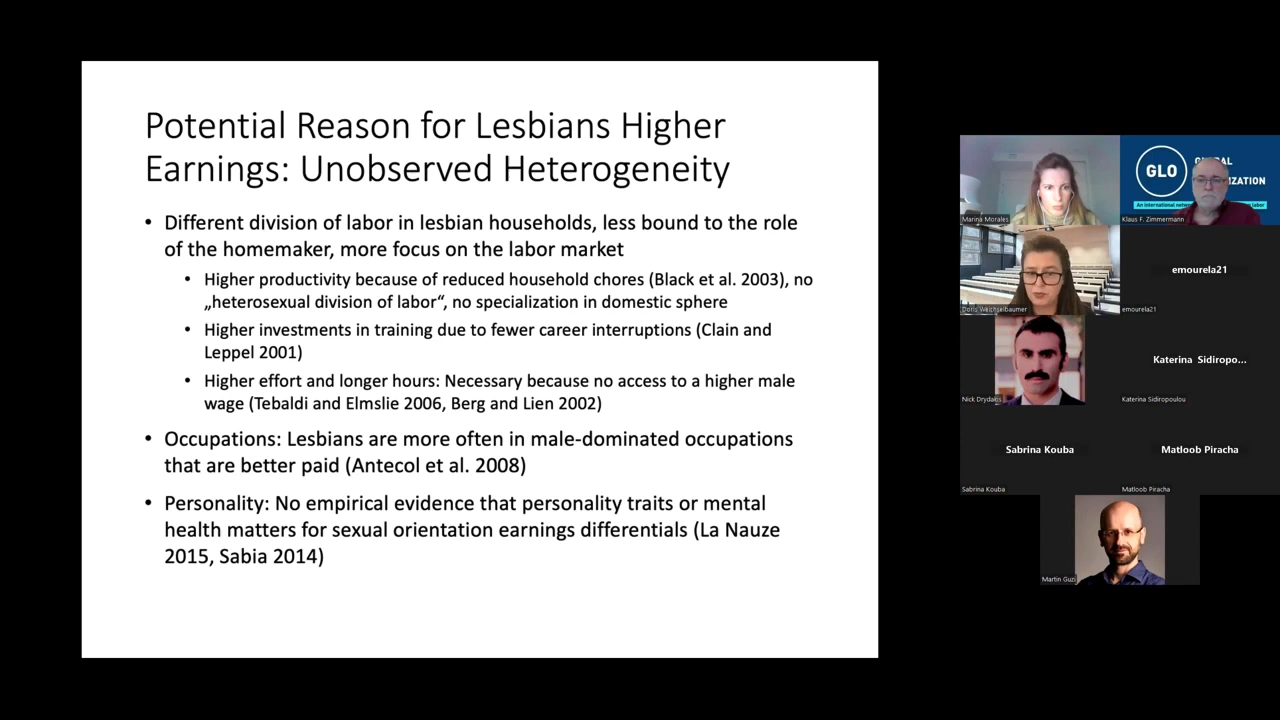 Potential Reason for Lesbians Higher
Earnings: Unobserved Heterogeneity
• Different division of labor in lesbian households, less bound to the role
of the homemaker, more focus on the labor market
• Higher productivity because of reduced household chores (Black et al. 2003), no
„heterosexual division of labor“, no specialization in domestic sphere
• Higher investments in training due to fewer career interruptions (Clain and
Leppel 2001)
• Higher effort and longer hours: Necessary because no access to a higher male
wage (Tebaldi and Elmslie 2006, Berg and Lien 2002)
• Occupations: Lesbians are more often in male-dominated occupations
that are better paid (Antecol et al. 2008)
• Personality: No empirical evidence that personality traits or mental
health matters for sexual orientation earnings differentials (La Nauze
2015, Sabia 2014)
Marina Morales
GLO
An international
labor
Klaus F. Zimmermann
Doris Weichselbaumer
emourela21
emourela21
Nick Drydakis
Katerina Sidiropo...
Katerina Sidiropoulou
Sabrina Kouba
Sabrina Kouba
Matloob Piracha
Matloob Piracha
Martin Guzi